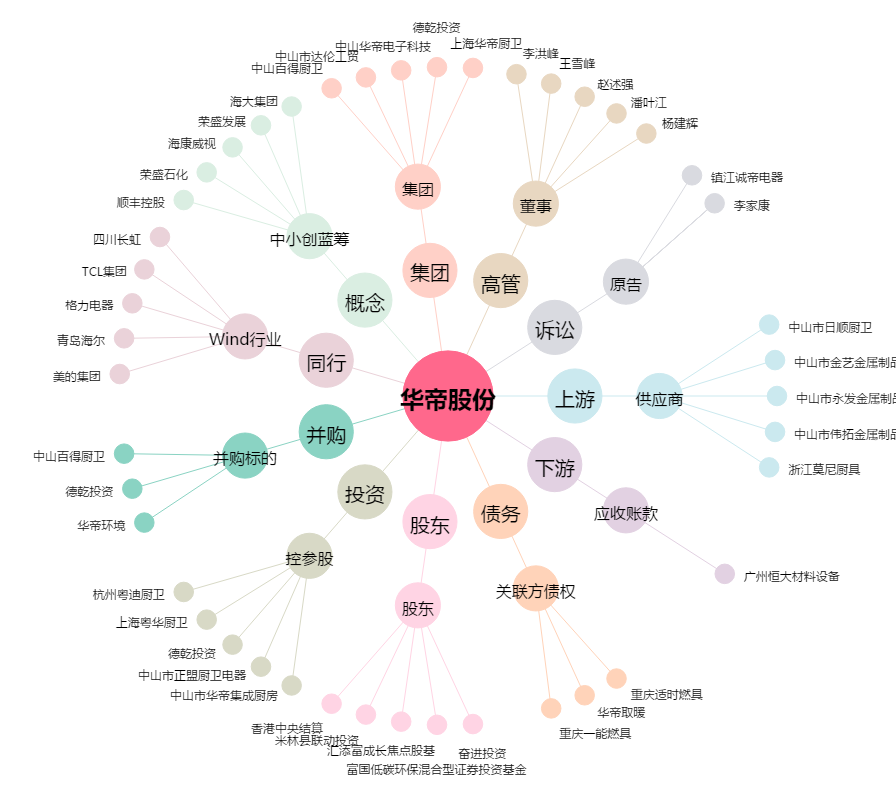 德乾投资
中山华帝电子科技
上海华帝厨卫
中山市达伦工贸
中山百得厨卫
李洪峰
王雪峰
赵述强
潘叶江
杨建辉
海大集团
荣盛发展
海康威视
荣盛石化
顺丰控股
集团
董事
镇江诚帝电器
李家康
四川长虹
TCL集团
格力电器
青岛海尔
美的集团
中小创蓝筹
集团
高管
原告
概念
诉讼
Wind行业
同行
中山市日顺厨卫
中山市金艺金属制品
中山市永发金属制品
中山市伟拓金属制品
浙江莫尼厨具
华帝股份
上游
供应商
并购
并购标的
中山百得厨卫
德乾投资
华帝环境
下游
投资
股东
债务
应收账款
控参股
广州恒大材料设备
关联方债权
股东
杭州粤迪厨卫
上海粤华厨卫
德乾投资
中山市正盟厨卫电器
中山市华帝集成厨房
重庆适时燃具
华帝取暖
重庆一能燃具
香港中央结算
米林县联动投资
汇添富成长焦点股基
奋进投资
富国低碳环保混合型证券投资基金